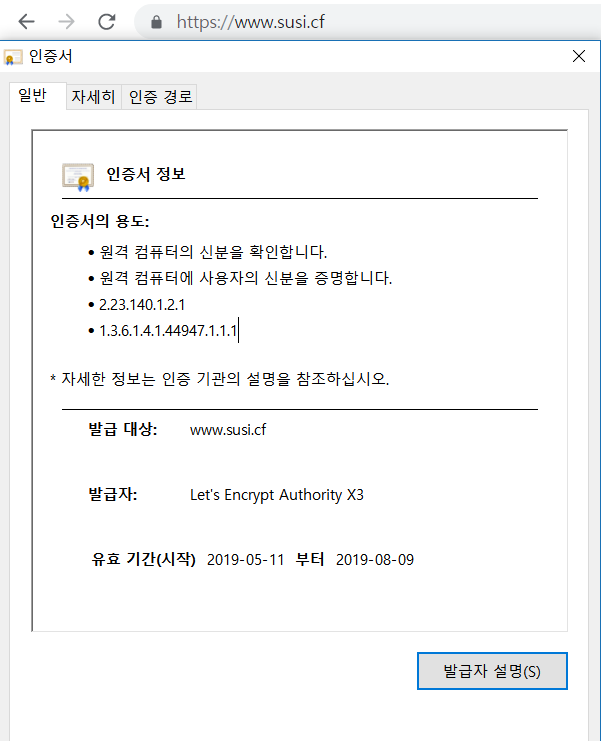 https://www.susi.cf
인증서
일반 자세히 인증 경로
인증서 정보
인증서의 용도:
• 원격 컴퓨터의 신분을 확인합니다.
• 원격 컴퓨터에 사용자의 신분을 증명합니다.
• 2.23.140.1.2.1
• 1.3.6.1.4.1.44947.1.1.1
* 자세한 정보는 인증 기관의 설명을 참조하십시오.
발급 대상: www.susi.cf
발급자: Let's Encrypt Authority X3
유효 기간(시작) 2019-05-11 부터 2019-08-09
발급자 설명(S)